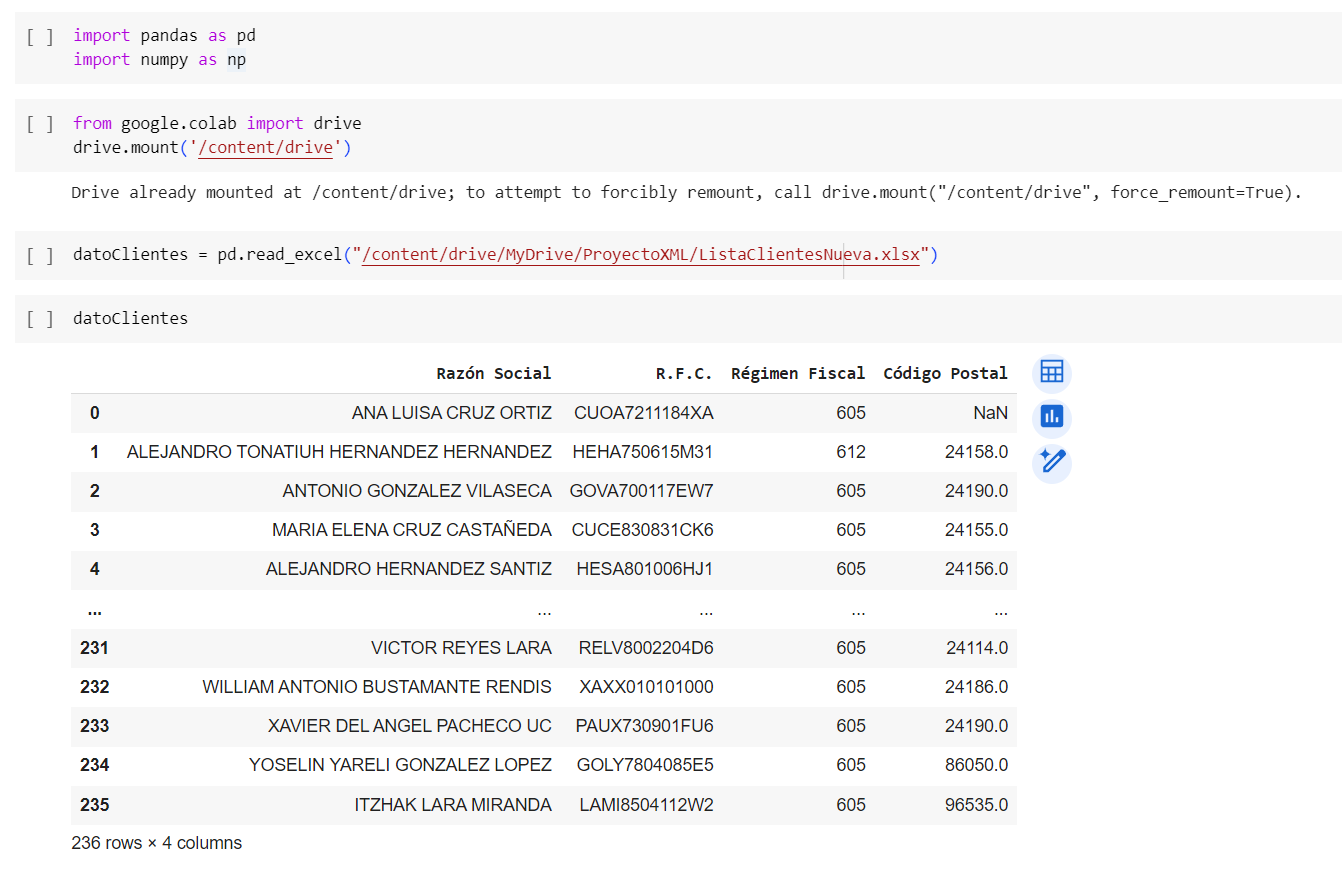 [ ] import pandas as pd
import numpy as np
[ ] from google.colab import drive
drive.mount('/content/drive')
Drive already mounted at /content/drive; to attempt to forcibly remount, call drive.mount("/content/drive", force_remount=True).
[ ] datoClientes = pd.read_excel("/content/drive/MyDrive/ProyectoXML/ListaClientesNueva.xlsx")
[ ] datoClientes
Razón Social R.F.C. Régimen Fiscal Código Postal
0 ANA LUISA CRUZ ORTIZ CUOA7211184XA 605 NaN
1 ALEJANDRO TONATIUH HERNANDEZ HERNANDEZ HEHA750615M31 612 24158.0
2 ANTONIO GONZALEZ VILASECA GOVA700117EW7 605 24190.0
3 MARIA ELENA CRUZ CASTAÑEDA CUCE830831CK6 605 24155.0
4 ALEJANDRO HERNANDEZ SANTIZ HESA801006HJ1 605 24156.0
... ... ... ... ...
231 VICTOR REYES LARA RELV8002204D6 605 24114.0
232 WILLIAM ANTONIO BUSTAMANTE RENDIS XAXX010101000 605 24186.0
233 XAVIER DEL ANGEL PACHECO UC PAUX730901FU6 605 24190.0
234 YOSELIN YARELI GONZALEZ LOPEZ GOLY7804085E5 605 86050.0
235 ITZHAK LARA MIRANDA LAMI8504112W2 605 96535.0
236 rows × 4 columns